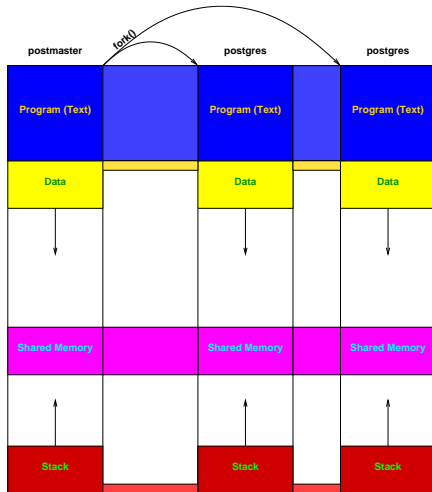 postmaster
fork()
postgres
postgres
Program (Text)
Program (Text)
Program (Text)
Data
Data
Data
Shared Memory
Shared Memory
Shared Memory
Stack
Stack
Stack